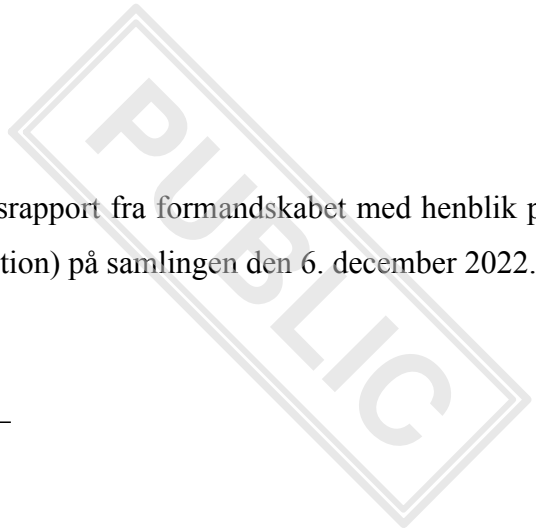 srapport fra formandskabet med henblik p
tion) på samlingen den 6. december 2022.
PUBLIC